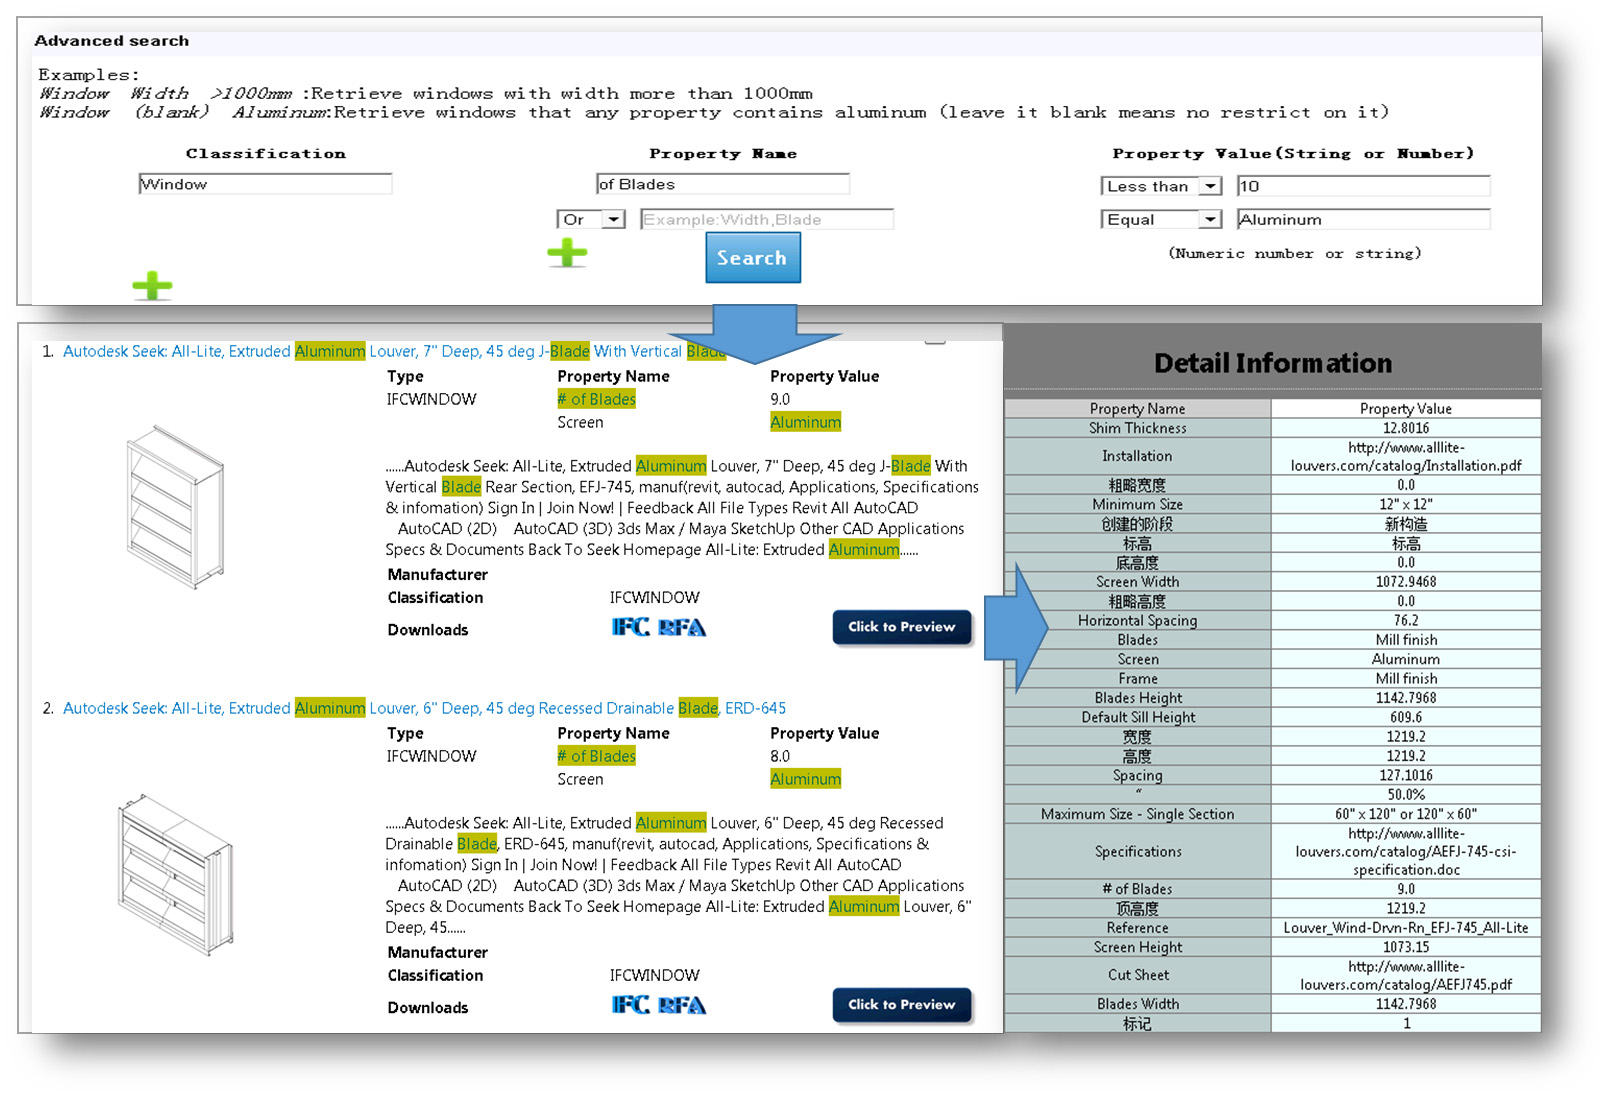 Advanced search
Examples:
Window Width >1000mm :Retrieve windows with width more than 1000mm
Window (blank) Aluminum:Retrieve windows that any property contains aluminum (leave it blank means no restrict on it)
Classification Property Name Property Value(String or Number)
Window of Blades Less than 10
Or Example:Width,Blade Equal Aluminum
(Numeric number or string)
Search
1. Autodesk Seek: All-Lite, Extruded Aluminum Louver, 7" Deep, 45 deg J-Blade With Vertical Blade
Type Property Name Property Value
IFCWINDOW # of Blades 9.0
Screen Aluminum
......Autodesk Seek: All-Lite, Extruded Aluminum Louver, 7" Deep, 45 deg J-Blade With
Vertical Blade Rear Section, EFJ-745, manuf(revit, autocad, Applications, Specifications
& infomation) Sign In | Join Now! | Feedback All File Types Revit All AutoCAD
AutoCAD (2D) AutoCAD (3D) 3ds Max / Maya SketchUp Other CAD Applications
Specs & Documents Back To Seek Homepage All-Lite: Extruded Aluminum......
Manufacturer
Classification IFCWINDOW
Downloads IFC RFA Click to Preview
2. Autodesk Seek: All-Lite, Extruded Aluminum Louver, 6" Deep, 45 deg Recessed Drainable Blade, ERD-645
Type Property Name Property Value
IFCWINDOW # of Blades 8.0
Screen Aluminum
......Autodesk Seek: All-Lite, Extruded Aluminum Louver, 6" Deep, 45 deg Recessed
Drainable Blade, ERD-645, manuf(revit, autocad, Applications, Specifications &
infomation) Sign In | Join Now! | Feedback All File Types Revit All AutoCAD
AutoCAD (2D) AutoCAD (3D) 3ds Max / Maya SketchUp Other CAD Applications
Specs & Documents Back To Seek Homepage All-Lite: Extruded Aluminum Louver, 6"
Deep, 45......
Manufacturer
Classification IFCWINDOW
Downloads IFC RFA Click to Preview
Detail Information
Property Name Property Value
Shim Thickness 12.8016
Installation http://www.alllite-
louvers.com/catalog/Installation.pdf
粗略宽度 0.0
Minimum Size 12" x 12"
创建的阶段 新构造
标高 标高
底高度 0.0
Screen Width 1072.9468
粗略高度 0.0
Horizontal Spacing 76.2
Blades Mill finish
Screen Aluminum
Frame Mill finish
Blades Height 1142.7968
Default Sill Height 609.6
宽度 1219.2
高度 1219.2
Spacing 127.1016
" 50.0%
Maximum Size - Single Section 60" x 120" or 120" x 60"
Specifications http://www.alllite-
louvers.com/catalog/AEFJ-745-csi-
specification.doc
# of Blades 9.0
顶高度 1219.2
Reference Louver_Wind-Drvn-Rn_EFJ-745_All-Lite
Screen Height 1073.15
Cut Sheet http://www.alllite-
louvers.com/catalog/AEFJ745.pdf
Blades Width 1142.7968
标记 1